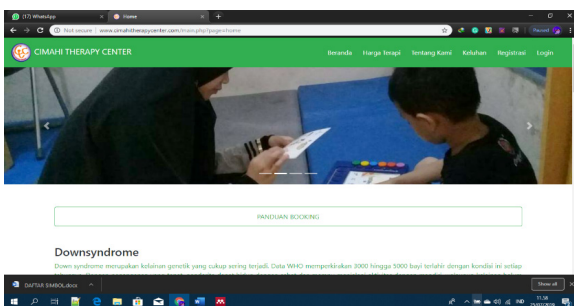 (17) WhatsApp
Home
Not secure | www.cimahitherapycenter.com/main.php?page=home
Paused
CIMAHI THERAPY CENTER
Beranda Harga Terapi Tentang Kami Keluhan Registrasi Login
PANDUAN BOOKING
Downsyndrome
Down syndrome merupakan kelainan genetik yang cukup sering terjadi. Data WHO memperkirakan 3000 hingga 5000 bayi terlahir dengan kondisi ini setiap
DAFTAR SIMBOL.docx
Show all
IND
11.58